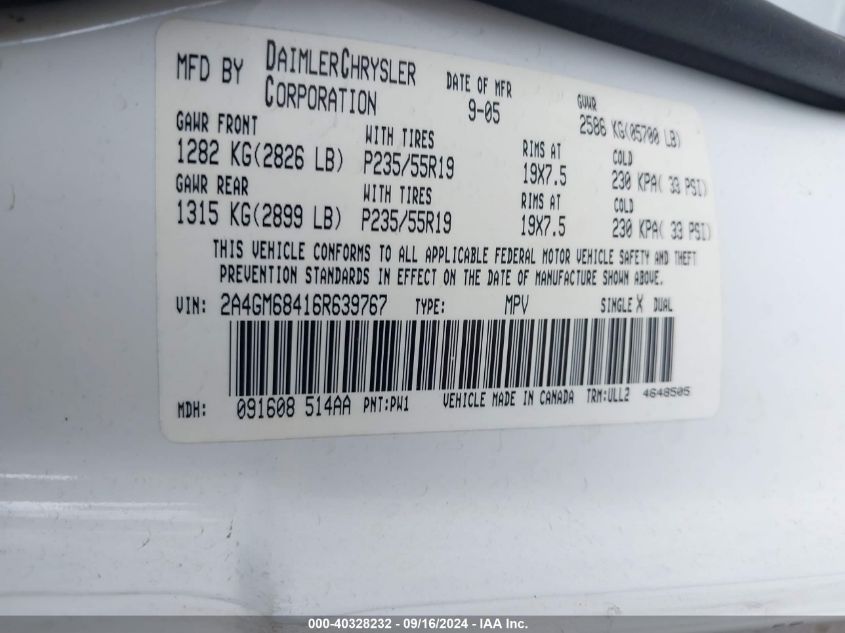 MFD BY DAIMLERCHRYSLER CORPORATION DATE OF MFR 9-05 GVWR 2586 KG(05700 LB)
GAWR FRONT WITH TIRES RIMS AT COLD
1282 KG(2826 LB) P235/55R19 19X7.5 230 KPA( 33 PSI)
GAWR REAR WITH TIRES RIMS AT COLD
1315 KG(2899 LB) P235/55R19 19X7.5 230 KPA( 33 PSI)
THIS VEHICLE CONFORMS TO ALL APPLICABLE FEDERAL MOTOR VEHICLE SAFETY AND THEFT
PREVENTION STANDARDS IN EFFECT ON THE DATE OF MANUFACTURE SHOWN ABOVE.
VIN: 2A4GM68416R639767 TYPE: MPV SINGLE X DUAL
MDH: 091608 514AA PNT:PW1 VEHICLE MADE IN CANADA TRM:ULL2 4648505
000-40328232 - 09/16/2024 - IAA Inc.